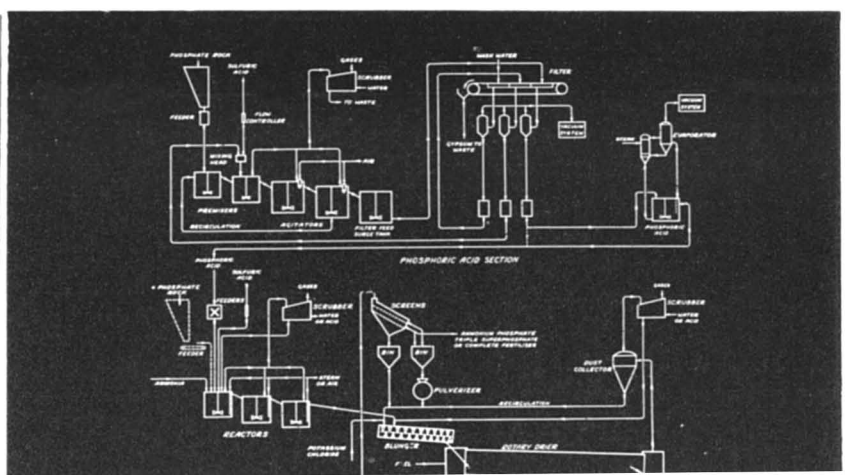 PHOSPHATE ROCK
SULFURIC
ACID
GASES
SCRUBBER
WATER
TO WASTE
FEEDER
FLOW
CONTROLLER
MIXING
HEAD
AIR
PREMIXERS
RECIRCULATION
AGITATORS
FILTER FEED
SURGE TANK
WASH WATER
FILTER
GYPSUM TO
WASTE
VACUUM
SYSTEM
VACUUM
SYSTEM
STEAM
EVAPORATOR
PHOSPHORIC
ACID
PHOSPHORIC ACID SECTION
PHOSPHORIC
ACID
SULFURIC
ACID
PHOSPHATE
ROCK
FEEDERS
GASES
SCRUBBER
WATER
OR ACID
FEEDER
AMMONIA
STEAM
OR AIR
REACTORS
SCREENS
AMMONIUM PHOSPHATE
TRIPLE SUPERPHOSPHATE
OR COMPLETE FERTILIZER
BIN
BIN
PULVERIZER
RECIRCULATION
POTASSIUM
CHLORIDE
BLUNGER
FUEL
ROTARY DRIER
DUST
COLLECTOR
GASES
SCRUBBER
WATER
OR ACID